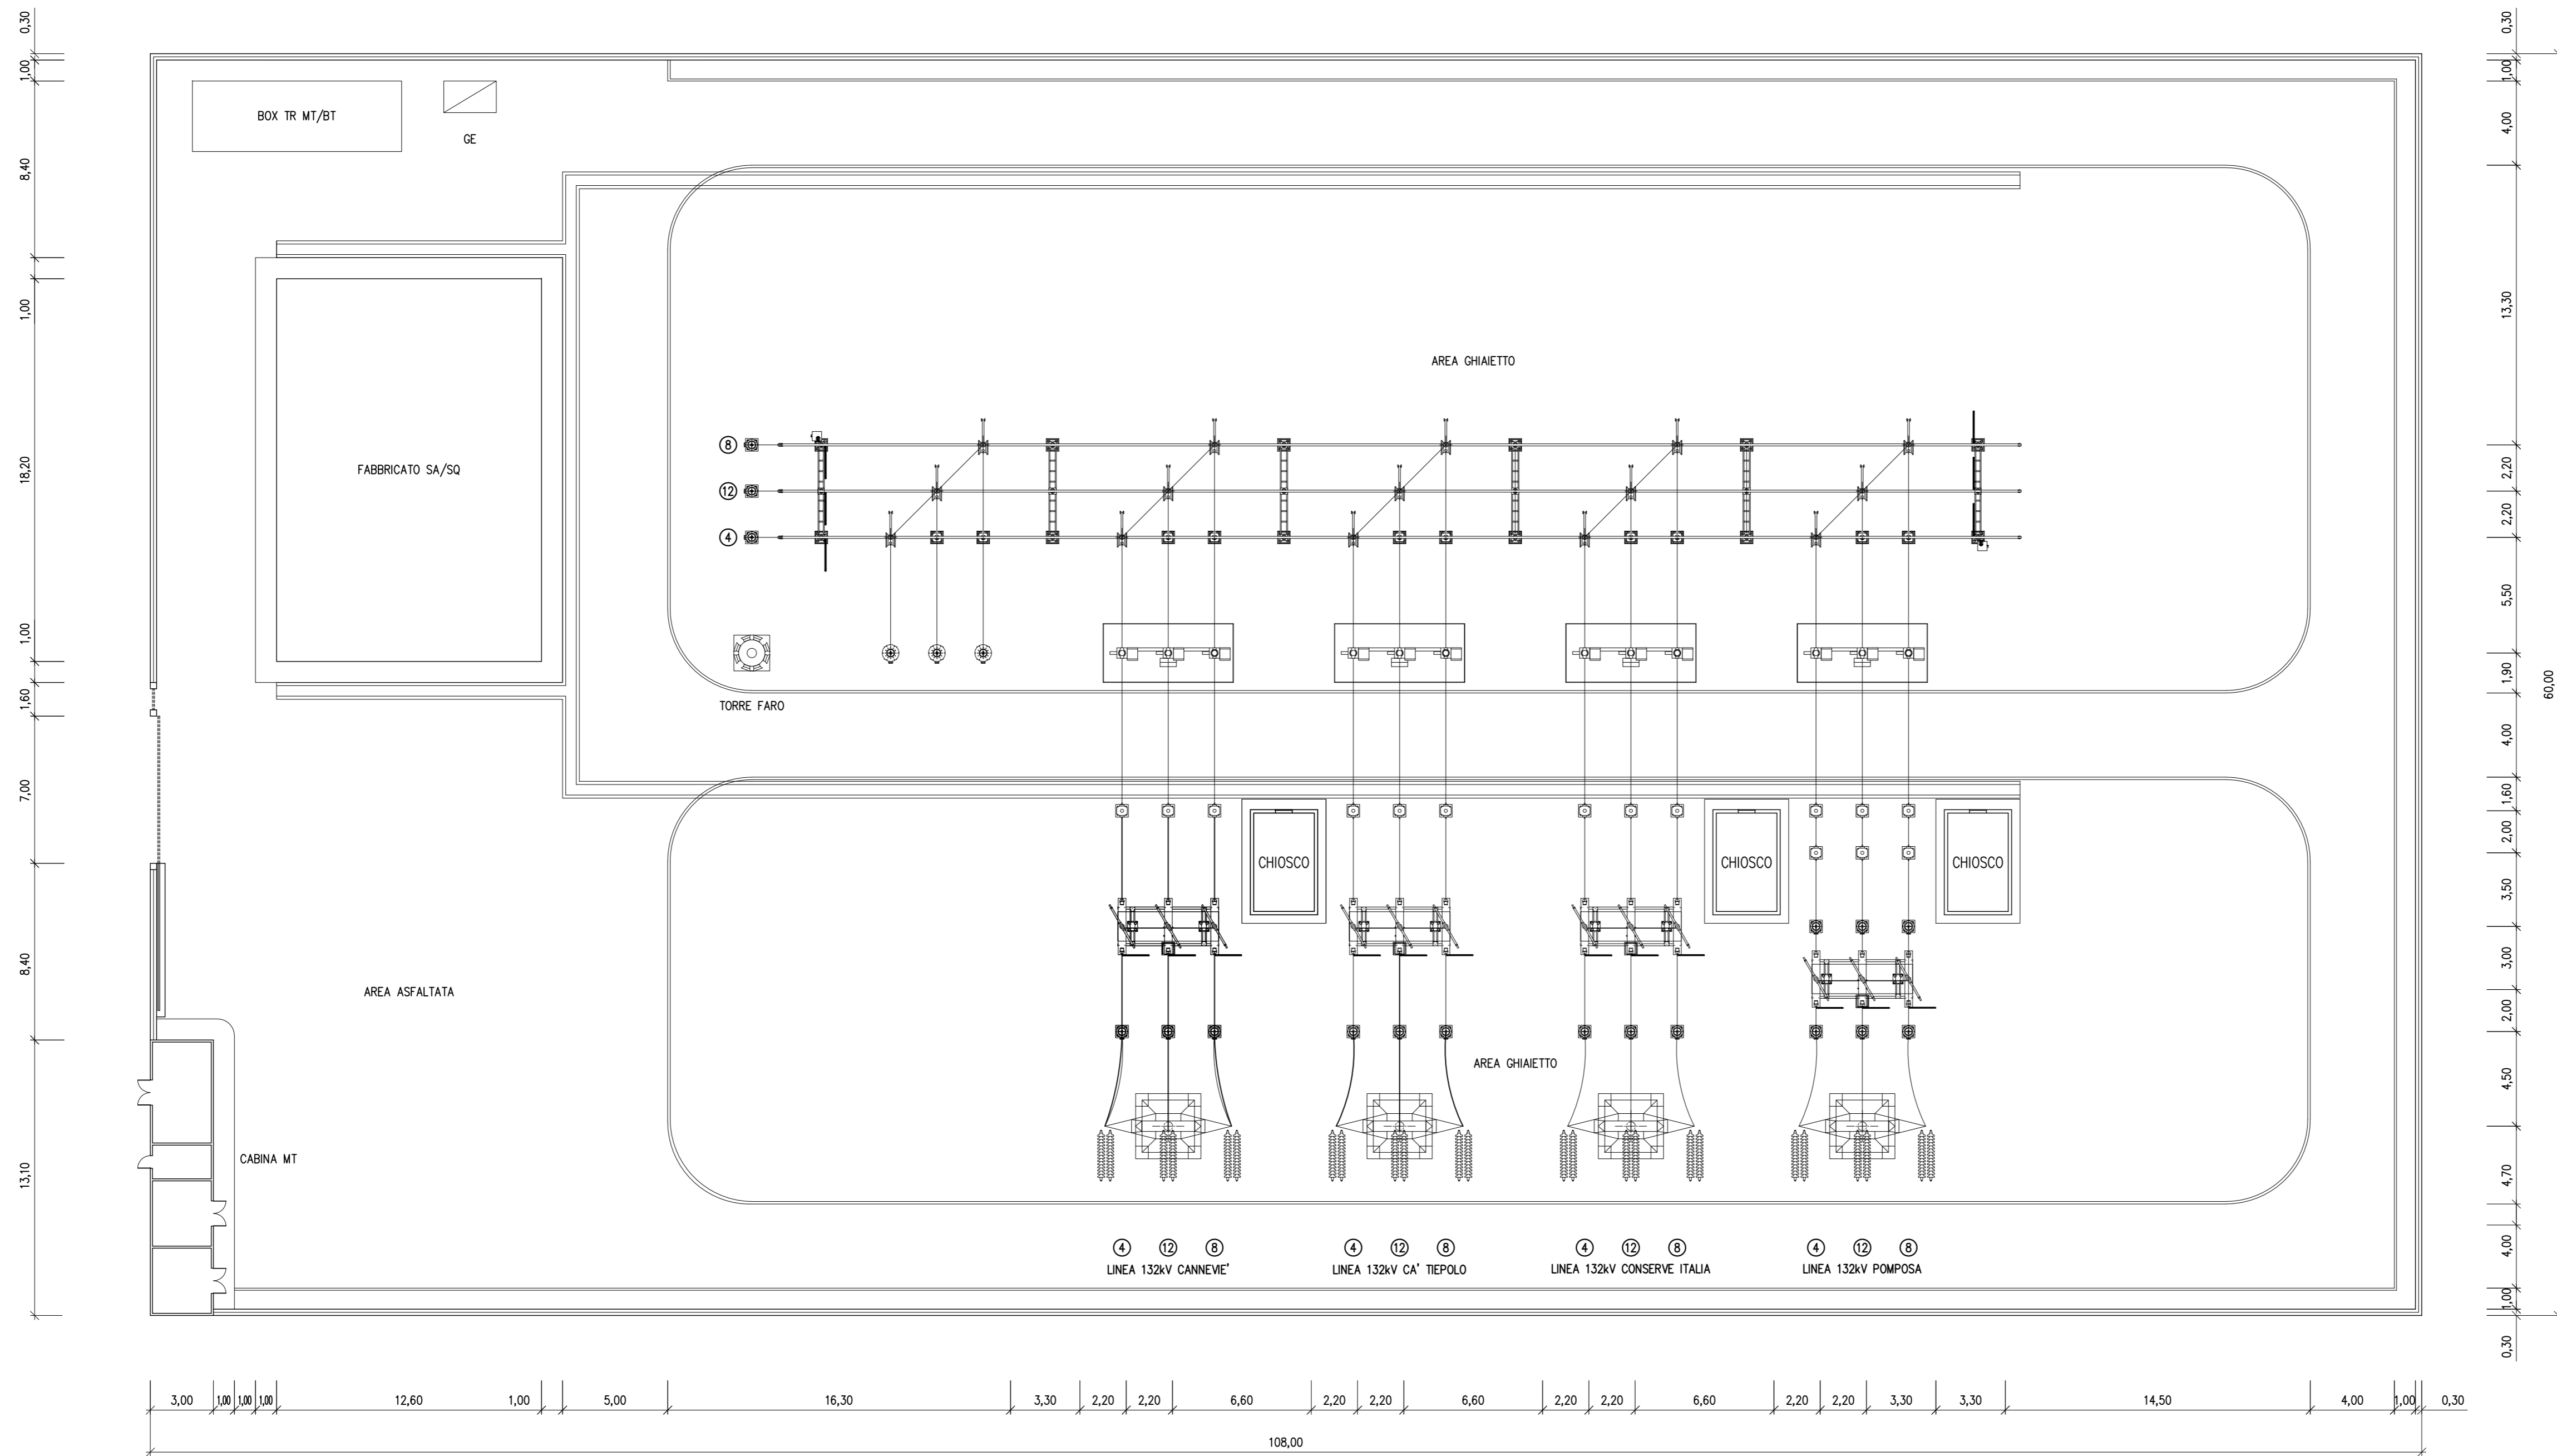 0,30
1,00
8,40
1,00
18,20
1,00
1,60
7,00
8,40
13,10
BOX TR MT/BT
GE
FABBRICATO SA/SQ
AREA GHIAIETTO
8
12
4
TORRE FARO
CHIOSCO
CHIOSCO
CHIOSCO
AREA ASFALTATA
AREA GHIAIETTO
CABINA MT
4 12 8
LINEA 132kV CANNEVIE'
4 12 8
LINEA 132kV CA' TIEPOLO
4 12 8
LINEA 132kV CONSERVE ITALIA
4 12 8
LINEA 132kV POMPOSA
0,30
1,00
4,00
13,30
2,20
2,20
5,50
1,90
4,00
1,60
2,00
3,50
3,00
2,00
4,50
4,70
4,00
1,00
0,30
60,00
3,00 1,00 1,00 1,00 12,60 1,00 5,00 16,30 3,30 2,20 2,20 6,60 2,20 2,20 6,60 2,20 2,20 6,60 2,20 2,20 3,30 3,30 14,50 4,00 1,00 0,30
108,00